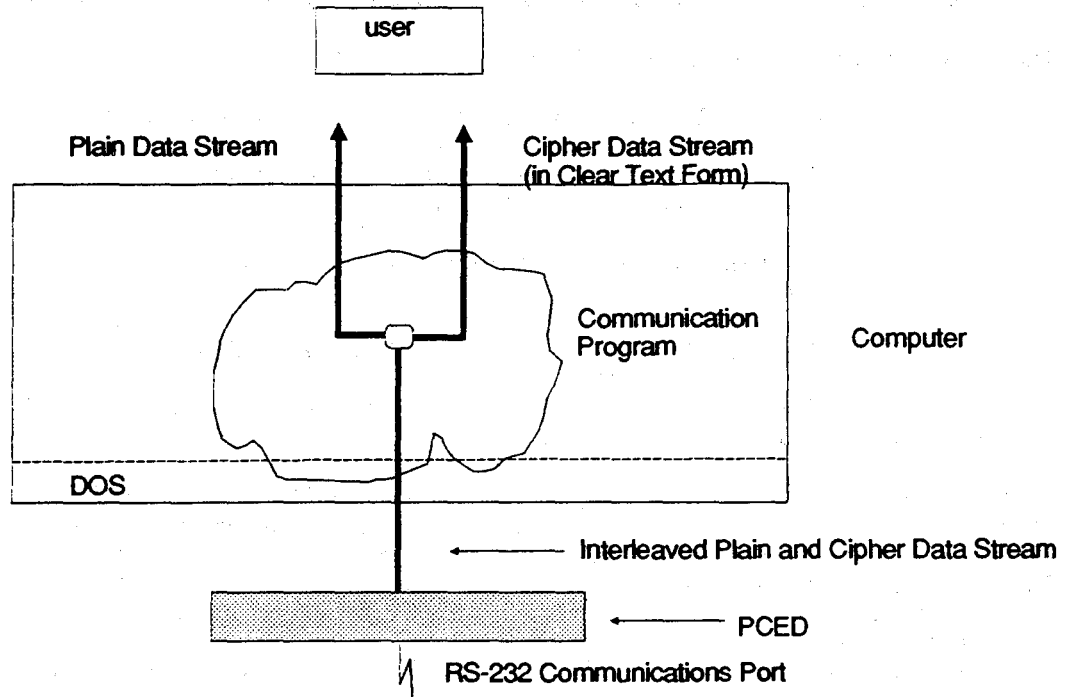 user
Plain Data Stream
Cipher Data Stream
(in Clear Text Form)
Communication
Program
Computer
DOS
Interleaved Plain and Cipher Data Stream
PCED
RS-232 Communications Port